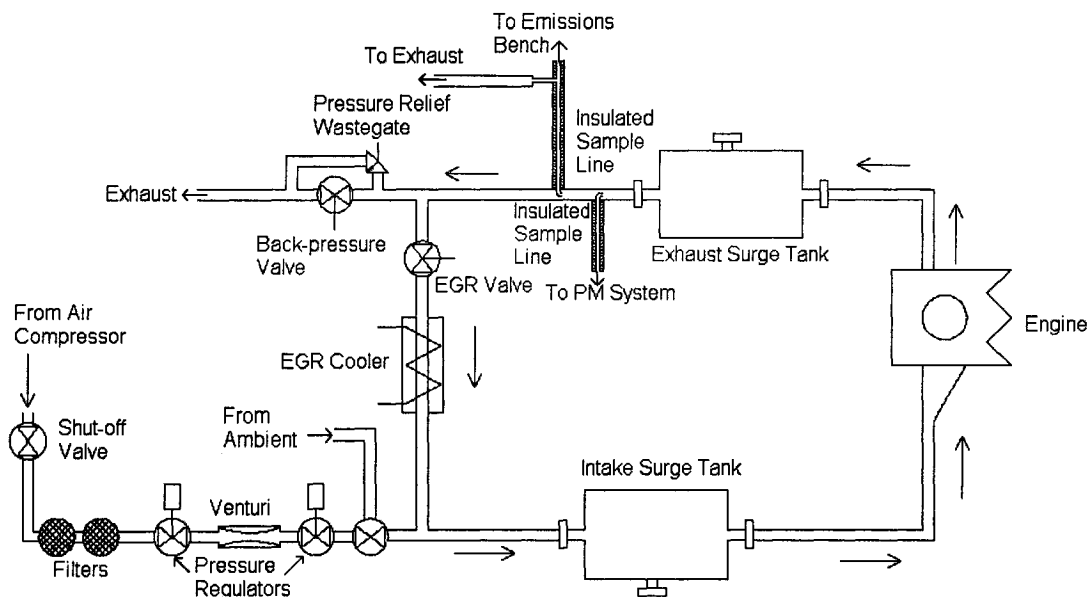 To Emissions
Bench
To Exhaust
Pressure Relief
Wastegate
Insulated
Sample
Line
Exhaust
Insulated
Sample
Line
Back-pressure
Valve
Exhaust Surge Tank
EGR Valve
To PM System
From Air
Compressor
Engine
EGR Cooler
From
Ambient
Shut-off
Valve
Intake Surge Tank
Venturi
Filters
Pressure
Regulators